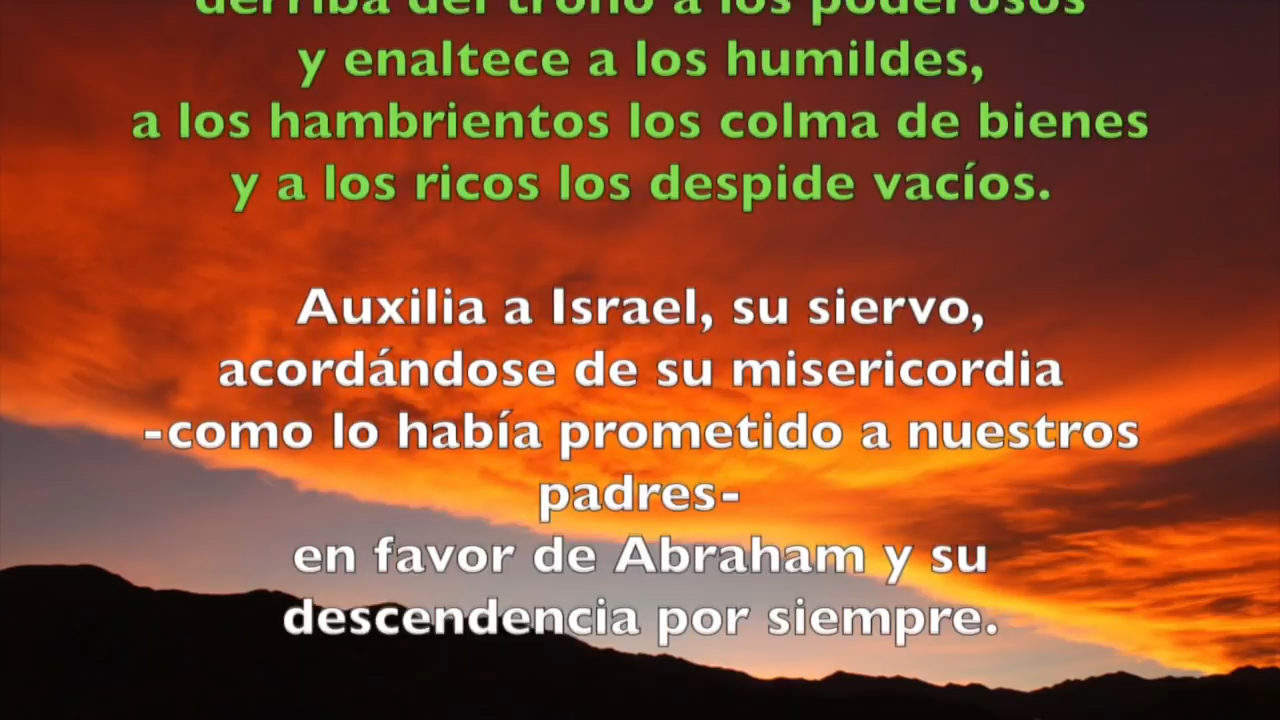 derriba del trono a los poderosos
y enaltece a los humildes,
a los hambrientos los colma de bienes
y a los ricos los despide vacíos.
Auxilia a Israel, su siervo,
acordándose de su misericordia
-como lo había prometido a nuestros
padres-
en favor de Abraham y su
descendencia por siempre.